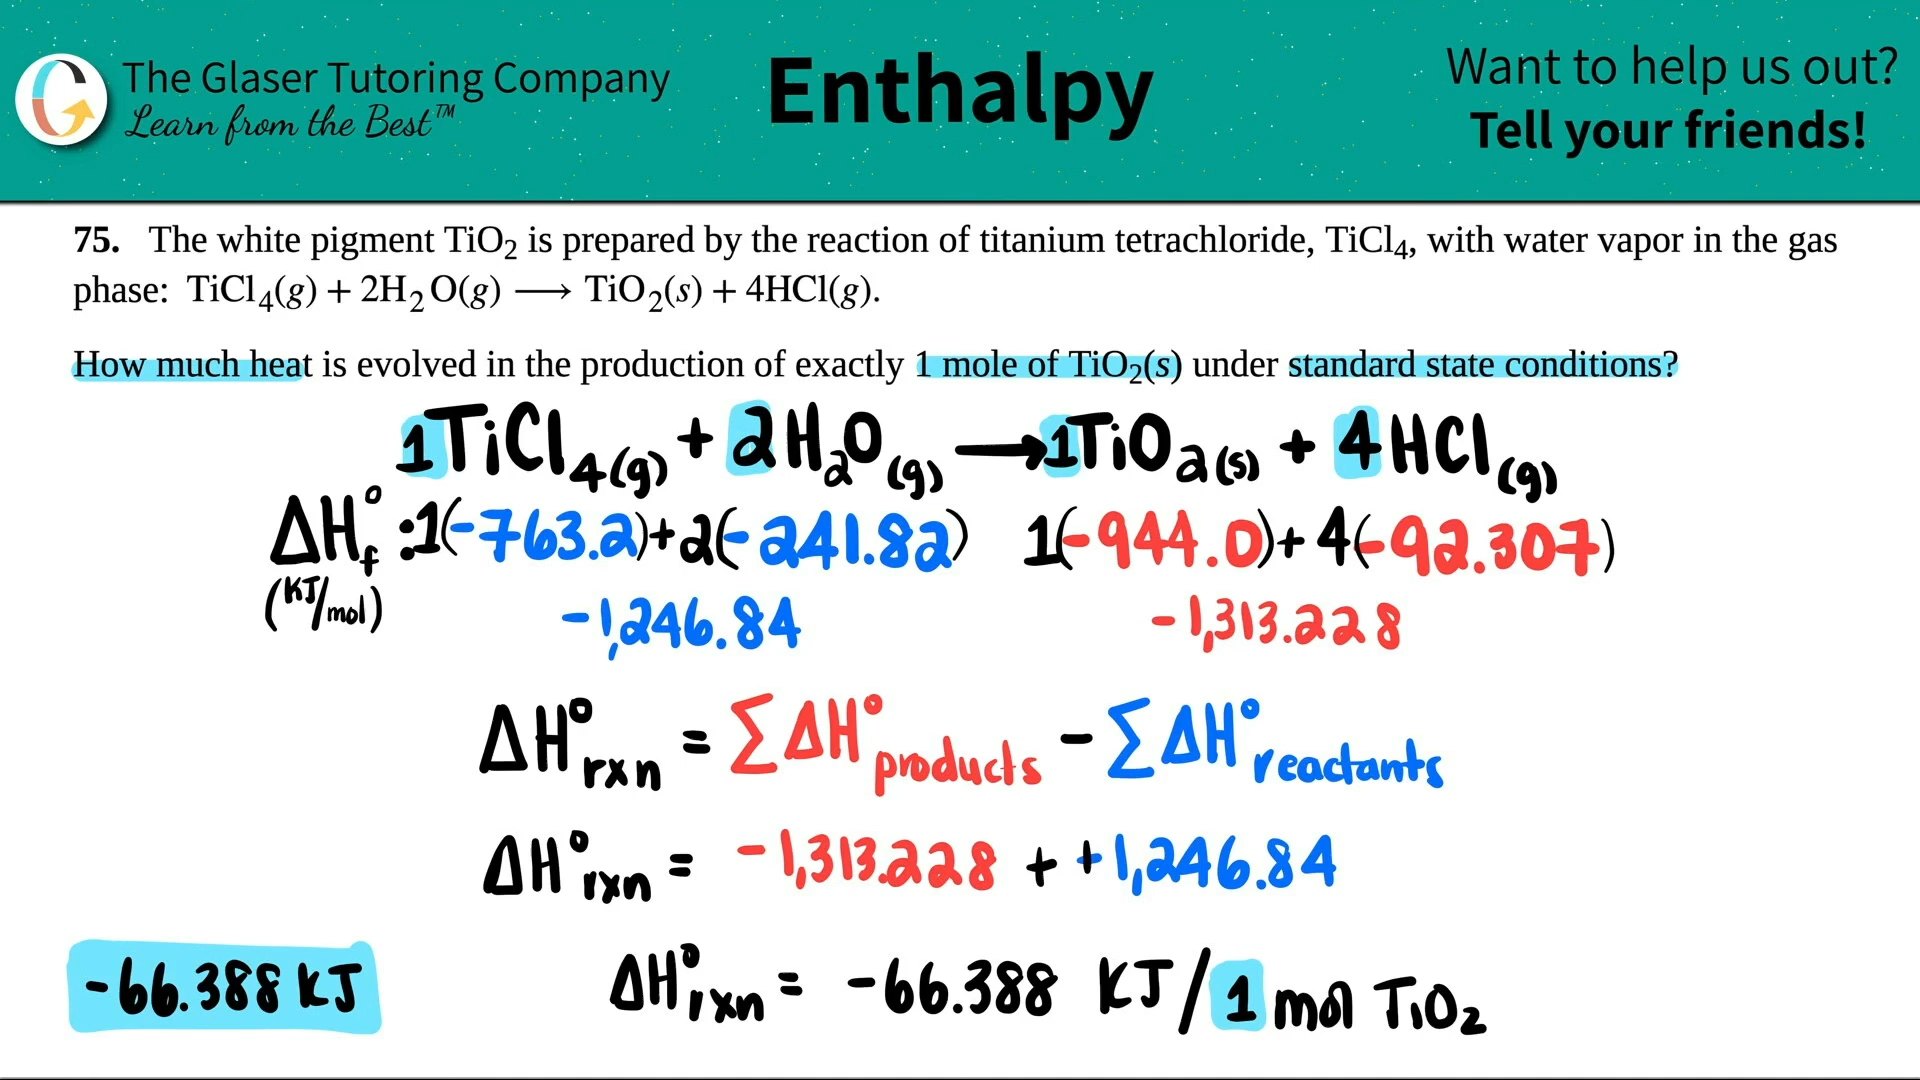 The Glaser Tutoring Company
Learn from the Best™
Enthalpy
Want to help us out?
Tell your friends!
75. The white pigment TiO₂ is prepared by the reaction of titanium tetrachloride, TiCl₄, with water vapor in the gas
phase: TiCl₄(g) + 2H₂O(g) ⟶ TiO₂(s) + 4HCl(g).
How much heat is evolved in the production of exactly 1 mole of TiO₂(s) under standard state conditions?
1TiCl₄(g) + 2H₂O(g) ⟶ 1TiO₂(s) + 4HCl(g)
ΔH°f : 1(-763.2) + 2(-241.82) 1(-944.0) + 4(-92.307)
(KJ/mol)
-1,246.84 -1,313.228
ΔH°rxn = ΣΔH°products - ΣΔH°reactants
ΔH°rxn = -1,313.228 + +1,246.84
-66.388 KJ
ΔH°rxn = -66.388 KJ/1 mol TiO₂